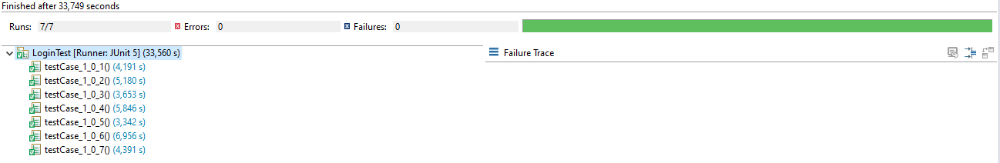 Finished after 33,749 seconds
Runs: 7/7 Errors: 0 Failures: 0
LoginTest [Runner: JUnit 5] (33,560 s)
Failure Trace
testCase_1_0_1() (4,191 s)
testCase_1_0_2() (5,180 s)
testCase_1_0_3() (3,653 s)
testCase_1_0_4() (5,846 s)
testCase_1_0_5() (3,342 s)
testCase_1_0_6() (6,956 s)
testCase_1_0_7() (4,391 s)